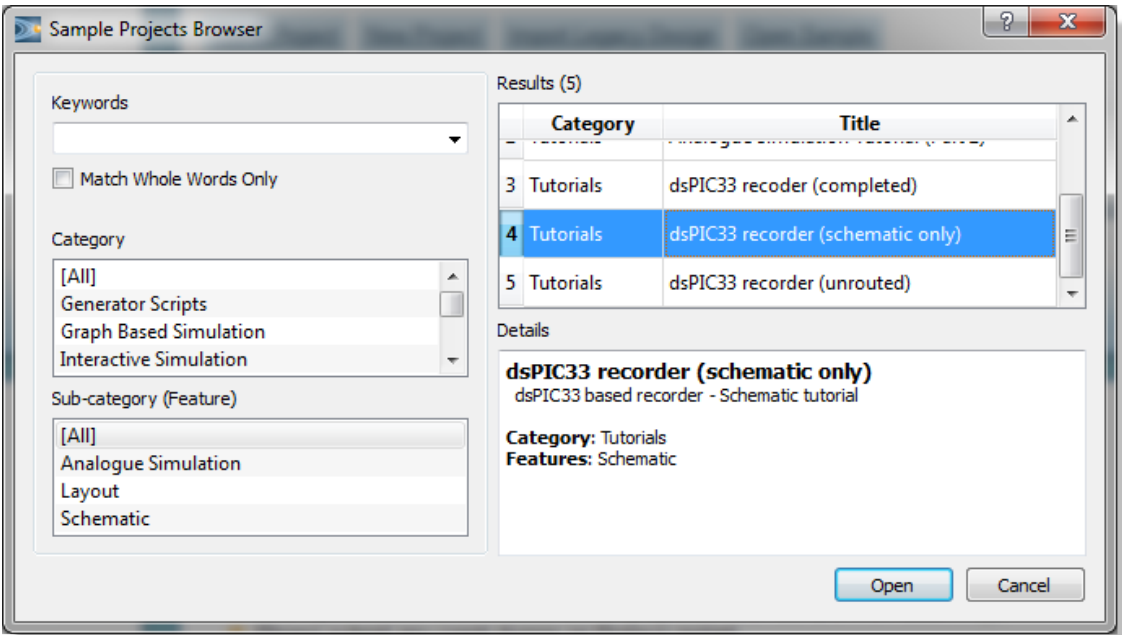 Sample Projects Browser
Keywords
Match Whole Words Only
Category
[All]
Generator Scripts
Graph Based Simulation
Interactive Simulation
Sub-category (Feature)
[All]
Analogue Simulation
Layout
Schematic
Results (5)
Category Title
3 Tutorials dsPIC33 recoder (completed)
4 Tutorials dsPIC33 recorder (schematic only)
5 Tutorials dsPIC33 recorder (unrouted)
Details
dsPIC33 recorder (schematic only)
dsPIC33 based recorder - Schematic tutorial
Category: Tutorials
Features: Schematic
Open Cancel